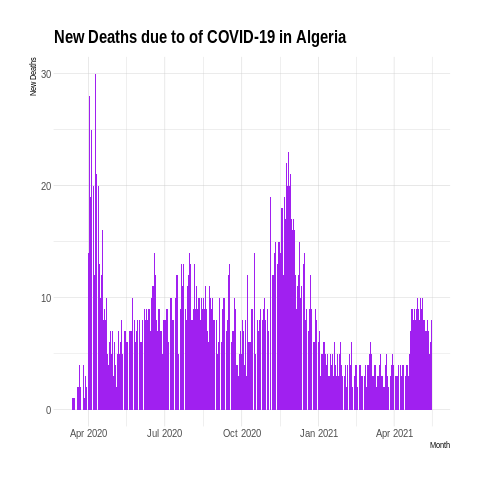 New Deaths due to of COVID-19 in Algeria
New Deaths
30
20
10
0
Apr 2020 Jul 2020 Oct 2020 Jan 2021 Apr 2021
Month